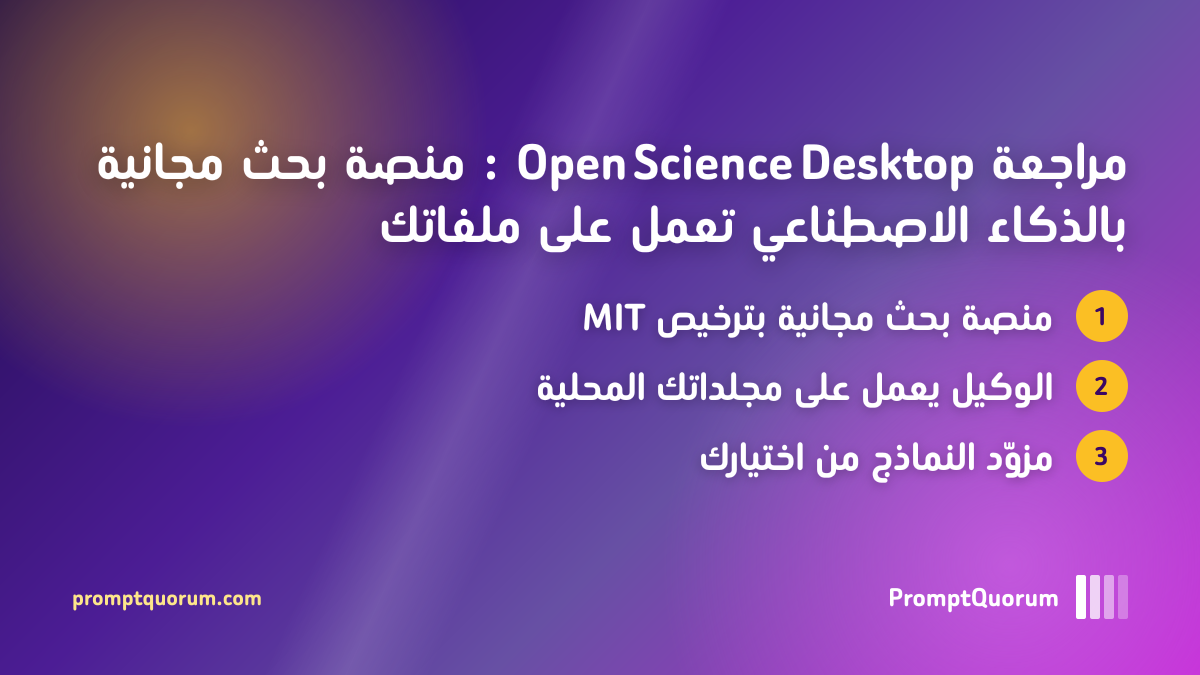 مراجعة Open Science Desktop : منصة بحث مجانية
بالذكاء الاصطناعي تعمل على ملفاتك
1 منصة بحث مجانية بترخيص MIT
2 الوكيل يعمل على مجلداتك المحلية
3 مزوّد النماذج من اختيارك
PromptQuorum
promptquorum.com